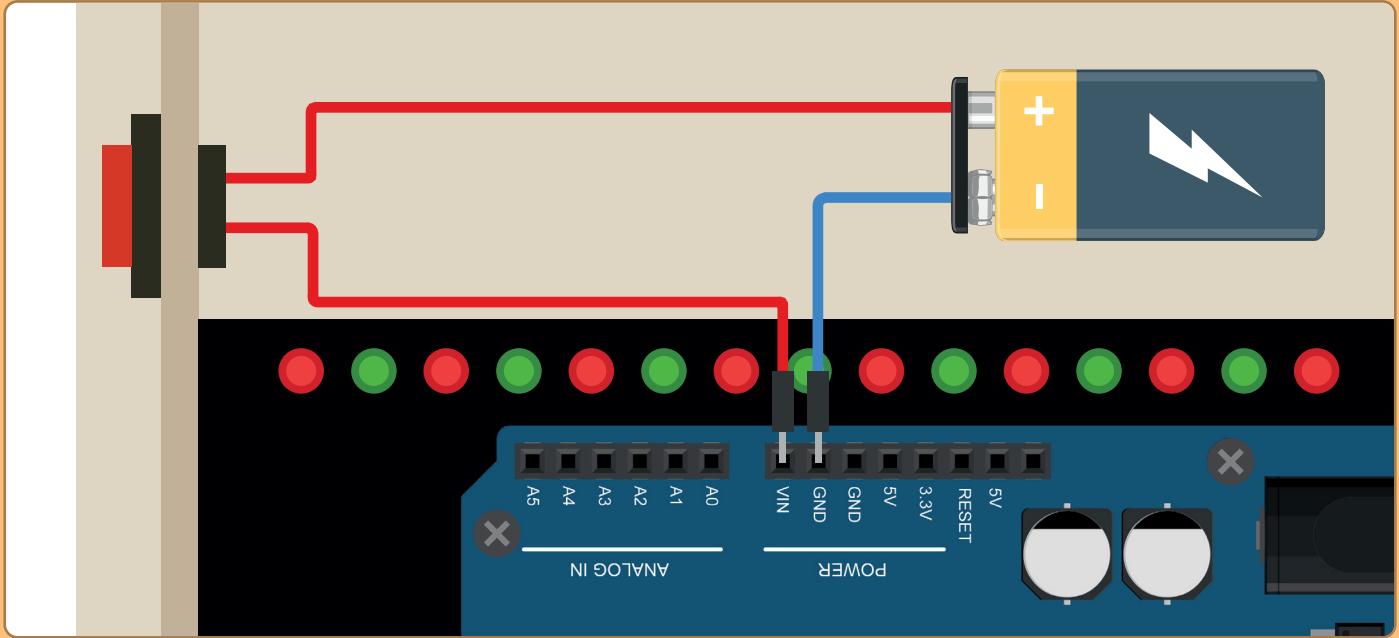 +
-
A5 A4 A3 A2 A1 A0 VIN GND GND 5V 3.3V RESET 5V
ANALOG IN POWER